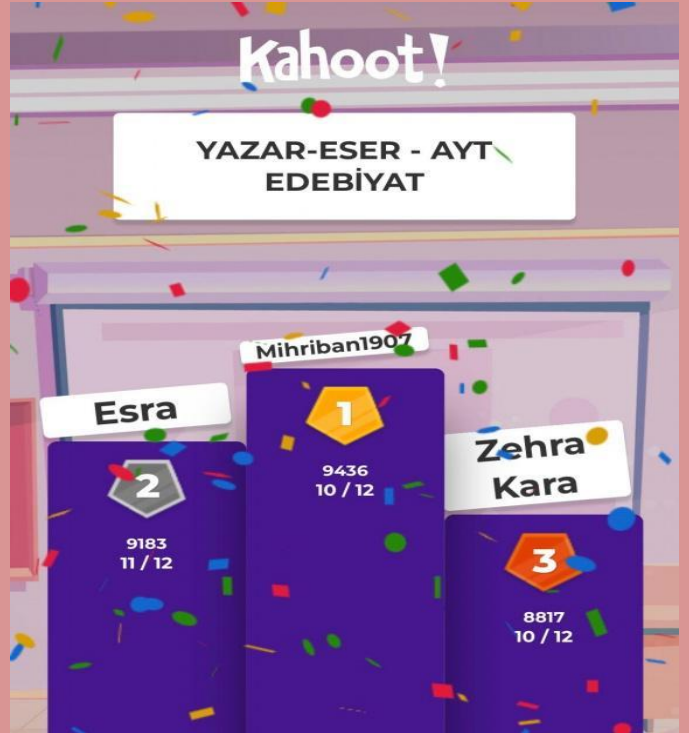 Kahoot!
YAZAR-ESER - AYT
EDEBİYAT
Mihriban1907
1
9436
10 / 12
Esra
2
9183
11 / 12
Zehra
Kara
3
8817
10 / 12